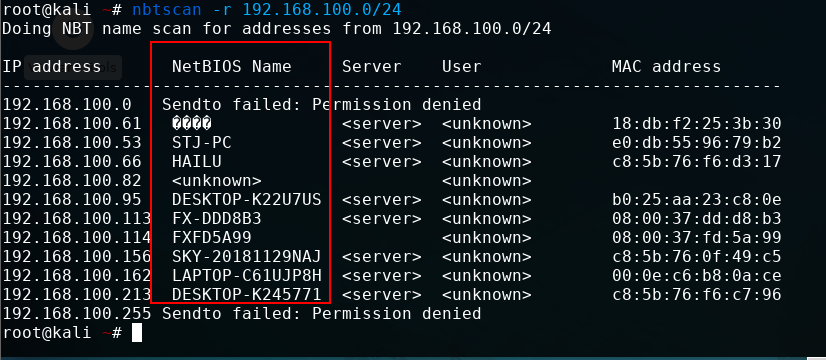 root@kali ~# nbtscan -r 192.168.100.0/24
Doing NBT name scan for addresses from 192.168.100.0/24
IP address NetBIOS Name Server User MAC address
------------------------------------------------------------------------------
192.168.100.0 Sendto failed: Permission denied
192.168.100.61 ���� <server> <unknown> 18:db:f2:25:3b:30
192.168.100.53 STJ-PC <server> <unknown> e0:db:55:96:79:b2
192.168.100.66 HAILU <server> <unknown> c8:5b:76:f6:d3:17
192.168.100.82 <unknown> <unknown>
192.168.100.95 DESKTOP-K22U7US <server> <unknown> b0:25:aa:23:c8:0e
192.168.100.113 FX-DDD8B3 <server> <unknown> 08:00:37:dd:d8:b3
192.168.100.114 FXFD5A99 <unknown> 08:00:37:fd:5a:99
192.168.100.156 SKY-20181129NAJ <server> <unknown> c8:5b:76:0f:49:c5
192.168.100.162 LAPTOP-C61UJP8H <server> <unknown> 00:0e:c6:b8:0a:ce
192.168.100.213 DESKTOP-K245771 <server> <unknown> c8:5b:76:f6:c7:96
192.168.100.255 Sendto failed: Permission denied
root@kali ~#